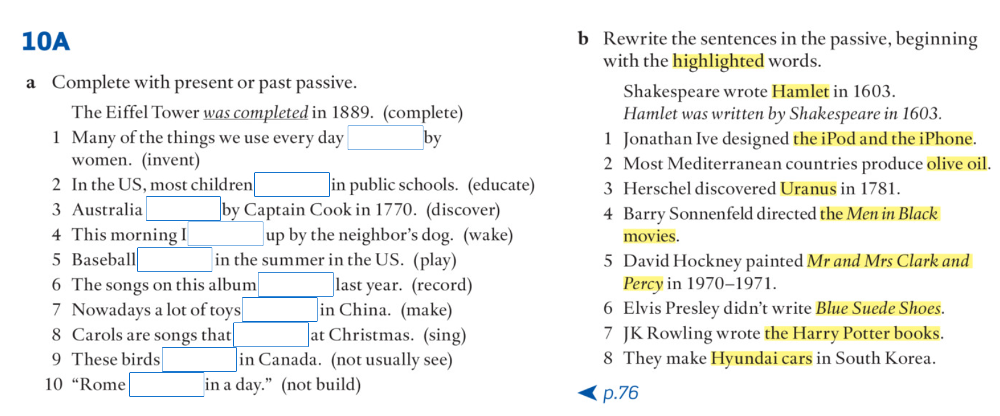 10A
a Complete with present or past passive.
The Eiffel Tower was completed in 1889. (complete)
1 Many of the things we use every day by
women. (invent)
2 In the US, most children in public schools. (educate)
3 Australia by Captain Cook in 1770. (discover)
4 This morning I up by the neighbor's dog. (wake)
5 Baseball in the summer in the US. (play)
6 The songs on this album last year. (record)
7 Nowadays a lot of toys in China. (make)
8 Carols are songs that at Christmas. (sing)
9 These birds in Canada. (not usually see)
10 “Rome in a day.” (not build)
b Rewrite the sentences in the passive, beginning
with the highlighted words.
Shakespeare wrote Hamlet in 1603.
Hamlet was written by Shakespeare in 1603.
1 Jonathan Ive designed the iPod and the iPhone.
2 Most Mediterranean countries produce olive oil.
3 Herschel discovered Uranus in 1781.
4 Barry Sonnenfeld directed the Men in Black
movies.
5 David Hockney painted Mr and Mrs Clark and
Percy in 1970–1971.
6 Elvis Presley didn't write Blue Suede Shoes.
7 JK Rowling wrote the Harry Potter books.
8 They make Hyundai cars in South Korea.
p.76